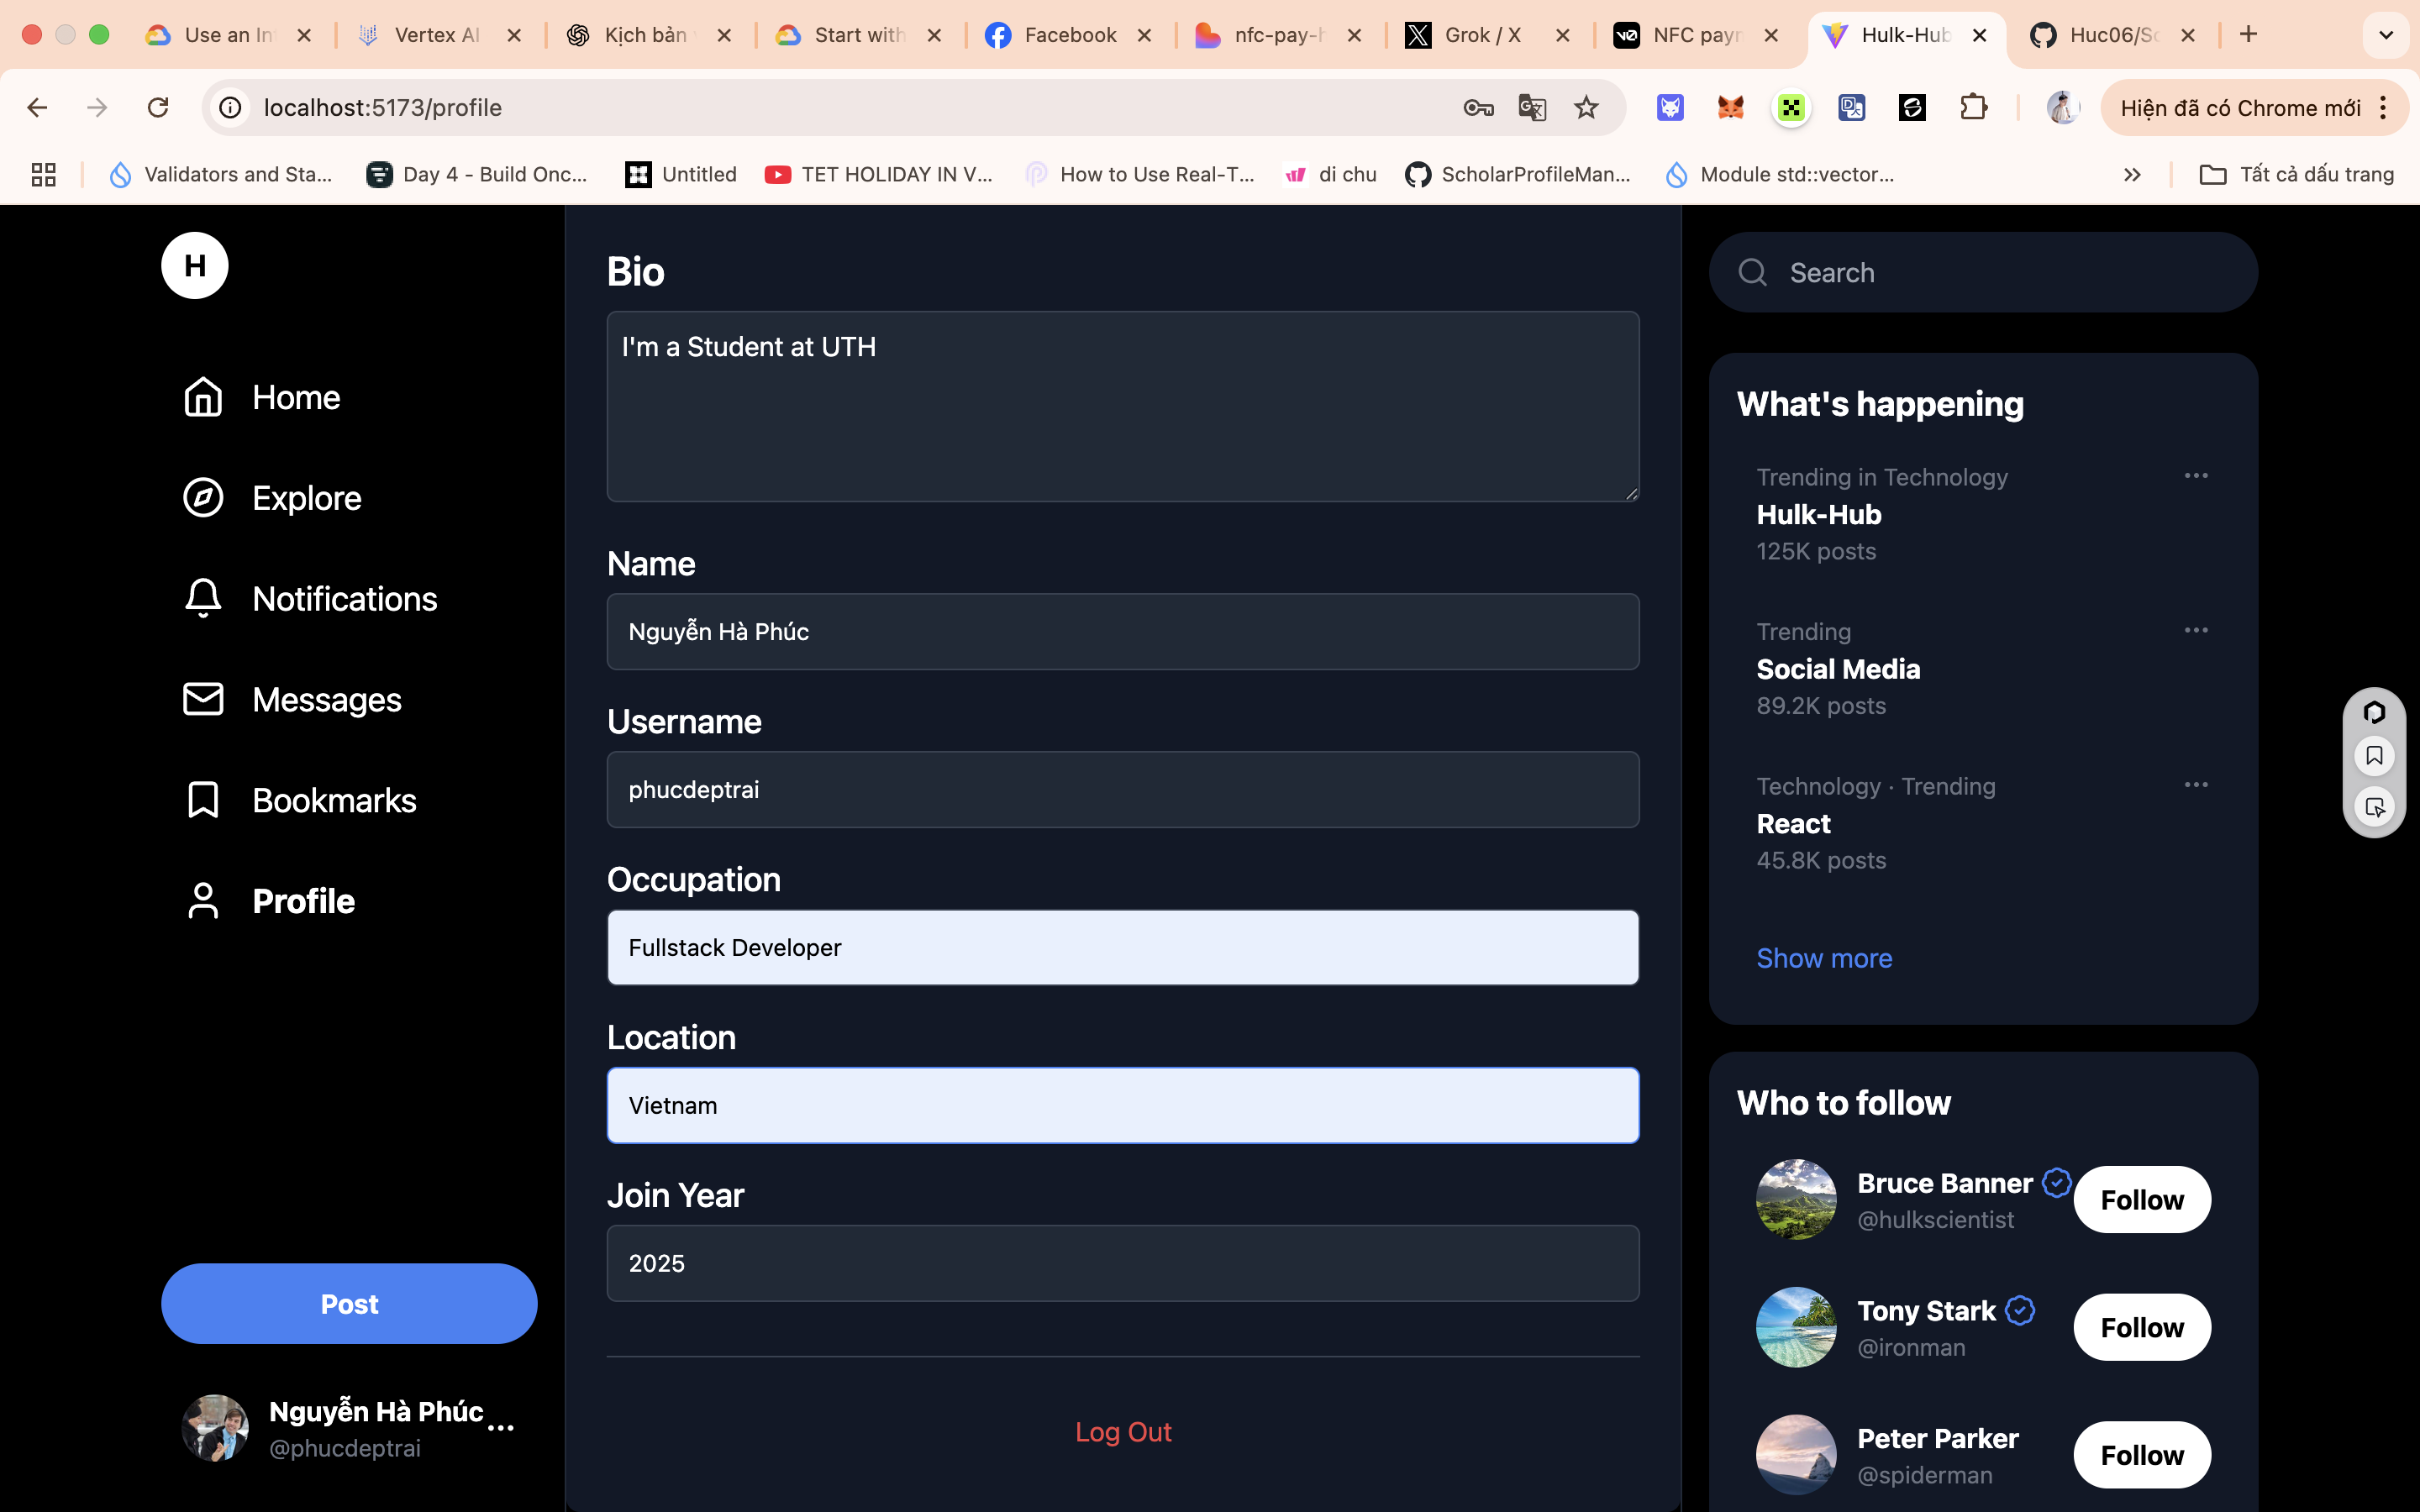 Use an In
Vertex AI
Kịch bản
Start with
Facebook
nfc-pay-h
Grok / X
NFC payr
Hulk-Hub
Huc06/Sc
localhost:5173/profile
Hiện đã có Chrome mới
Validators and Sta...
Day 4 - Build Onc...
Untitled
TET HOLIDAY IN V...
How to Use Real-T...
di chu
ScholarProfileMan...
Module std::vector...
Tất cả dấu trang
H
Home
Explore
Notifications
Messages
Bookmarks
Profile
Post
Nguyễn Hà Phúc...
@phucdeptrai
Bio
I'm a Student at UTH
Name
Nguyễn Hà Phúc
Username
phucdeptrai
Occupation
Fullstack Developer
Location
Vietnam
Join Year
2025
Log Out
Search
What's happening
Trending in Technology
Hulk-Hub
125K posts
Trending
Social Media
89.2K posts
Technology · Trending
React
45.8K posts
Show more
Who to follow
Bruce Banner
@hulkscientist
Follow
Tony Stark
@ironman
Follow
Peter Parker
@spiderman
Follow